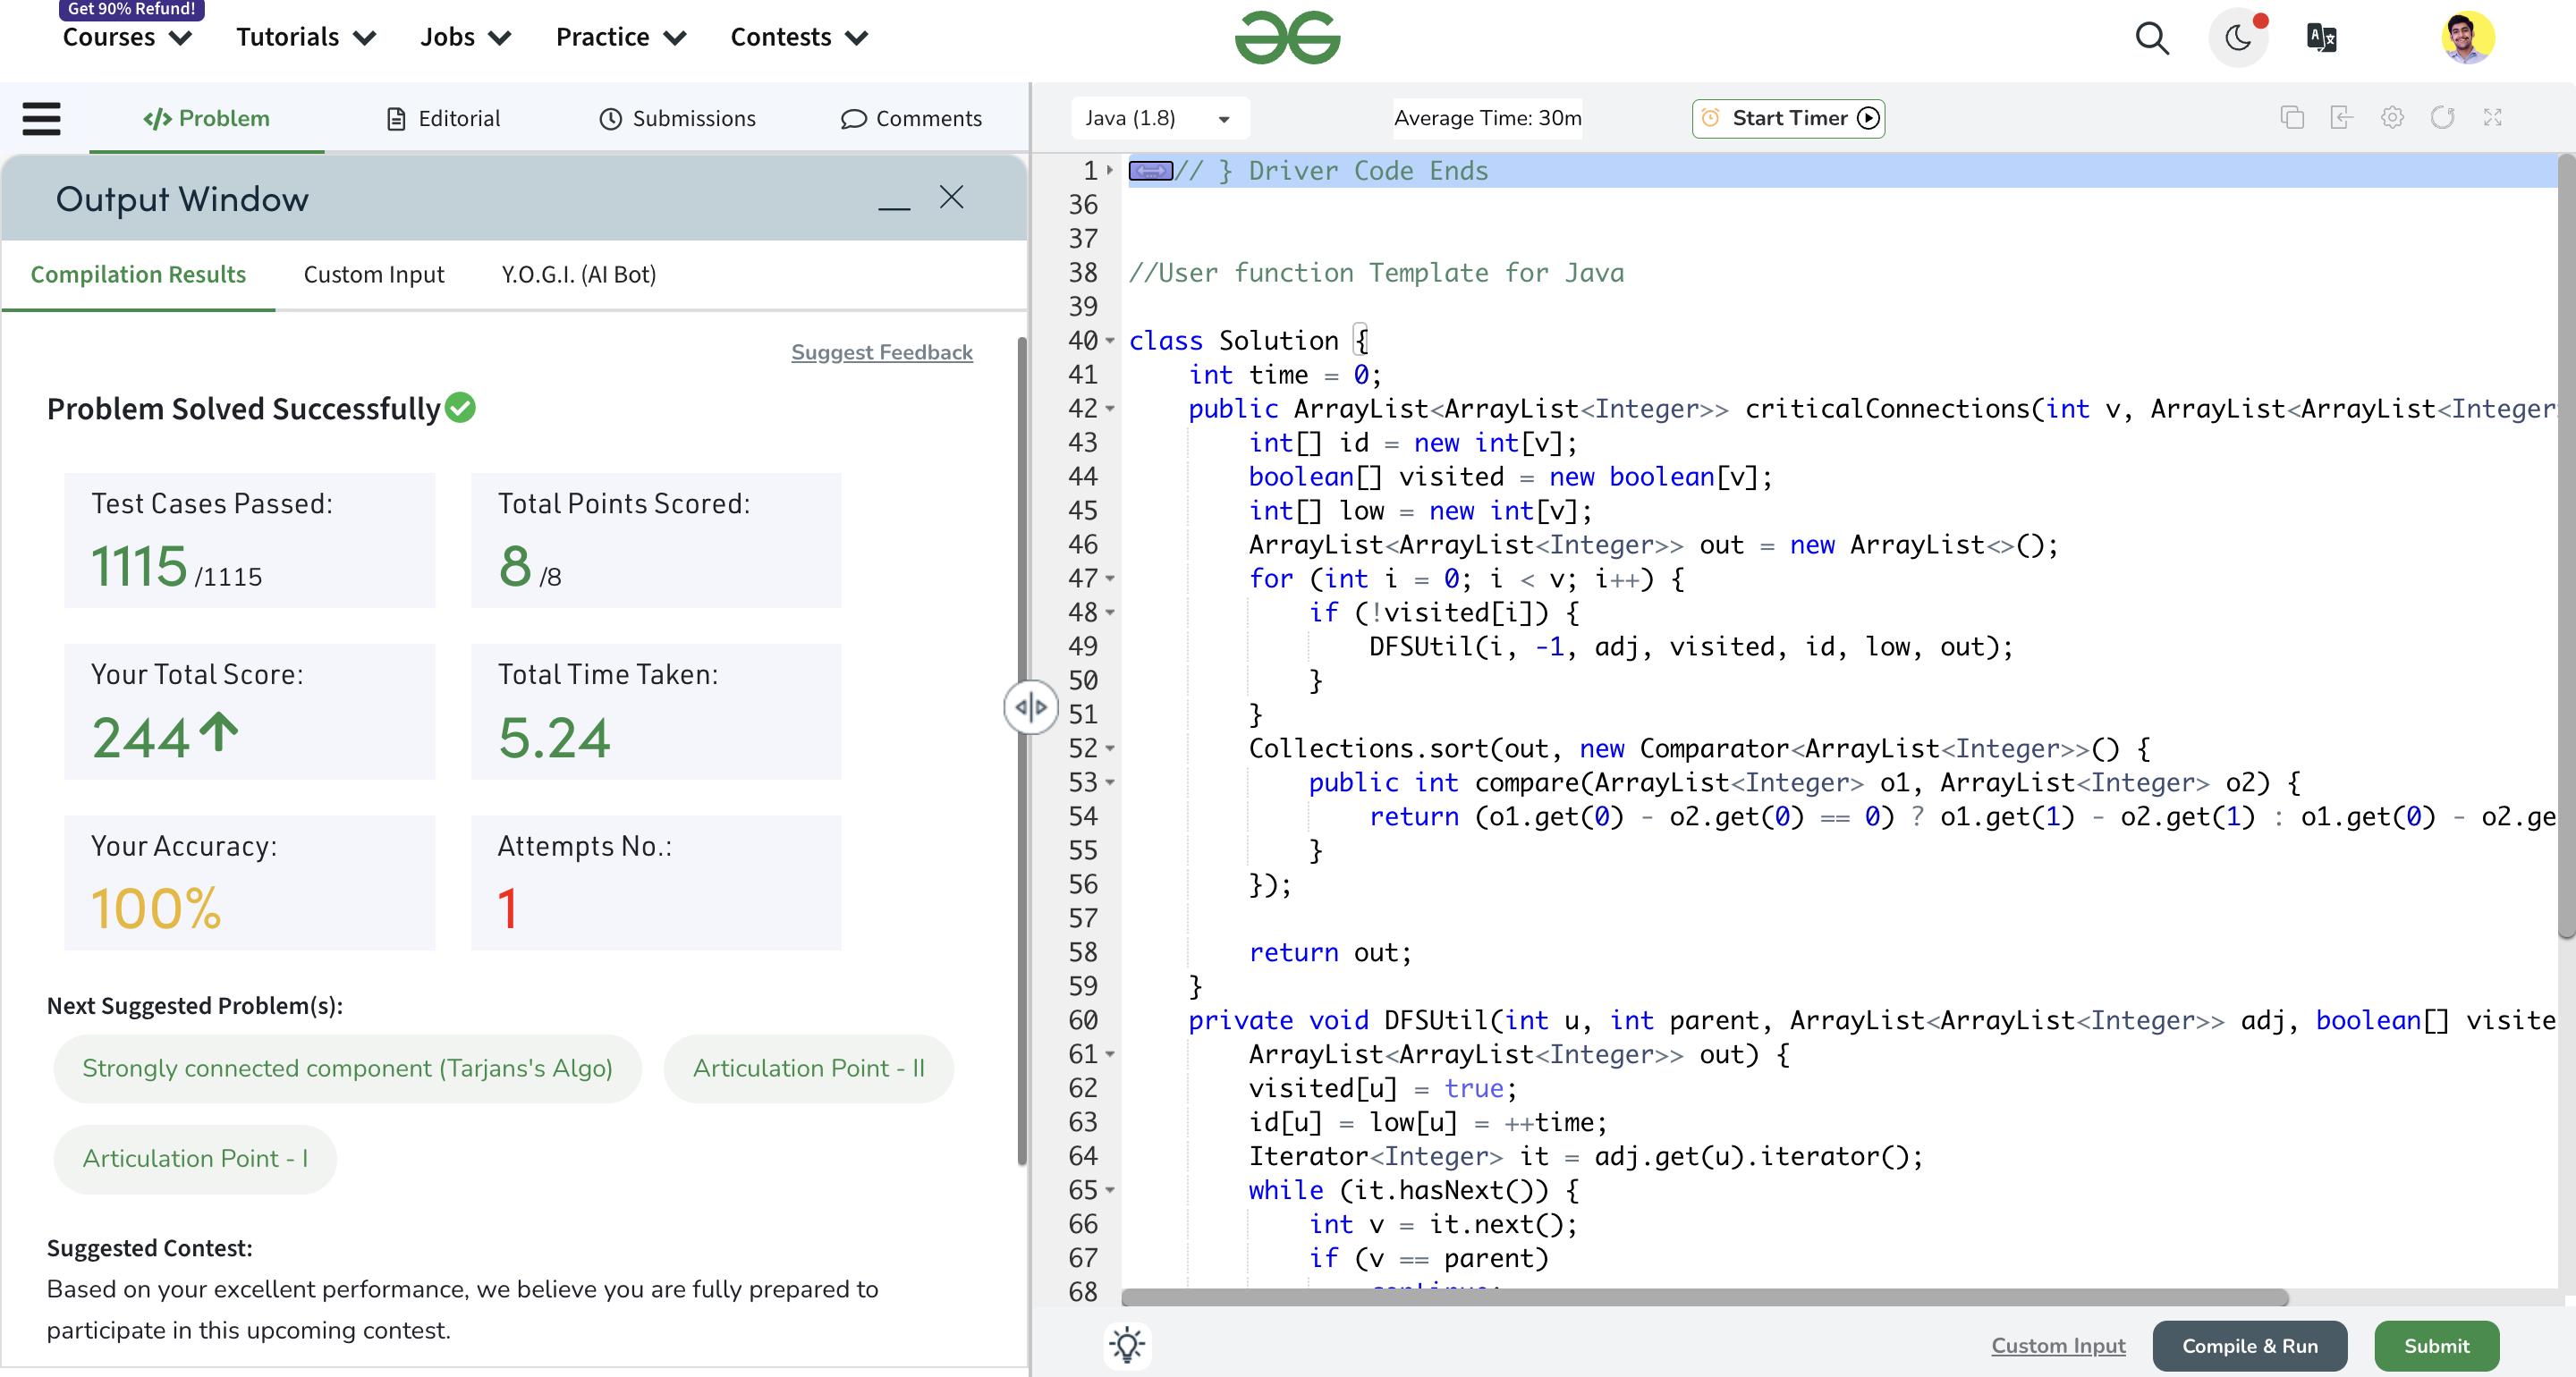 Get 90% Refund!
Courses Tutorials Jobs Practice Contests
Problem Editorial Submissions Comments
Output Window
Compilation Results Custom Input Y.O.G.I. (AI Bot)
Suggest Feedback
Problem Solved Successfully
Test Cases Passed: Total Points Scored:
1115 /1115 8 /8
Your Total Score: Total Time Taken:
244 5.24
Your Accuracy: Attempts No.:
100% 1
Next Suggested Problem(s):
Strongly connected component (Tarjans's Algo) Articulation Point - II
Articulation Point - I
Suggested Contest:
Based on your excellent performance, we believe you are fully prepared to
participate in this upcoming contest.
Java (1.8) Average Time: 30m Start Timer
1 // } Driver Code Ends
36
37
38 //User function Template for Java
39
40 class Solution {
41 int time = 0;
42 public ArrayList<ArrayList<Integer>> criticalConnections(int v, ArrayList<ArrayList<Integer
43 int[] id = new int[v];
44 boolean[] visited = new boolean[v];
45 int[] low = new int[v];
46 ArrayList<ArrayList<Integer>> out = new ArrayList<>();
47 for (int i = 0; i < v; i++) {
48 if (!visited[i]) {
49 DFSUtil(i, -1, adj, visited, id, low, out);
50 }
51 }
52 Collections.sort(out, new Comparator<ArrayList<Integer>>() {
53 public int compare(ArrayList<Integer> o1, ArrayList<Integer> o2) {
54 return (o1.get(0) - o2.get(0) == 0) ? o1.get(1) - o2.get(1) : o1.get(0) - o2.ge
55 }
56 });
57
58 return out;
59 }
60 private void DFSUtil(int u, int parent, ArrayList<ArrayList<Integer>> adj, boolean[] visite
61 ArrayList<ArrayList<Integer>> out) {
62 visited[u] = true;
63 id[u] = low[u] = ++time;
64 Iterator<Integer> it = adj.get(u).iterator();
65 while (it.hasNext()) {
66 int v = it.next();
67 if (v == parent)
68 continue;
Custom Input Compile & Run Submit